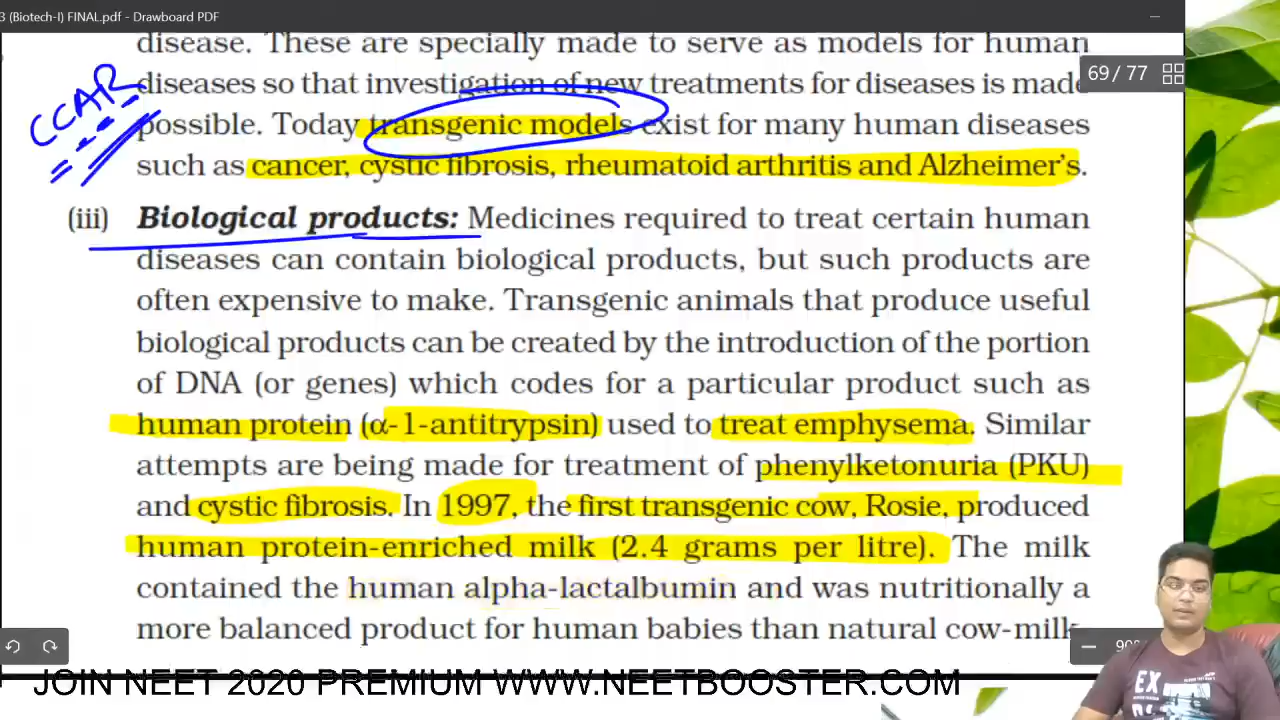 3 (Biotech-I) FINAL.pdf - Drawboard PDF
disease. These are specially made to serve as models for human
69 / 77
CCAR
diseases so that investigation of new treatments for diseases is made
possible. Today transgenic models exist for many human diseases
such as cancer, cystic fibrosis, rheumatoid arthritis and Alzheimer's.
(iii) Biological products: Medicines required to treat certain human
diseases can contain biological products, but such products are
often expensive to make. Transgenic animals that produce useful
biological products can be created by the introduction of the portion
of DNA (or genes) which codes for a particular product such as
human protein (α-1-antitrypsin) used to treat emphysema. Similar
attempts are being made for treatment of phenylketonuria (PKU)
and cystic fibrosis. In 1997, the first transgenic cow, Rosie, produced
human protein-enriched milk (2.4 grams per litre). The milk
contained the human alpha-lactalbumin and was nutritionally a
more balanced product for human babies than natural cow-milk
EX
JOIN NEET 2020 PREMIUM WWW.NEETBOOSTER.COM